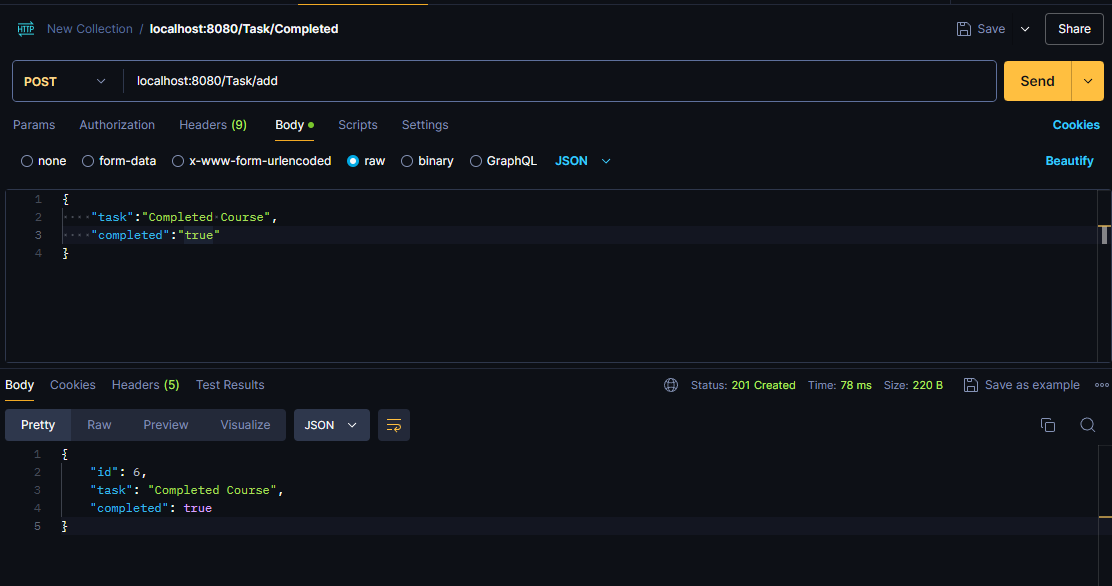 HTTP New Collection / localhost:8080/Task/Completed Save Share
POST localhost:8080/Task/add Send
Params Authorization Headers (9) Body Scripts Settings Cookies
none form-data x-www-form-urlencoded raw binary GraphQL JSON Beautify
1 {
2 ····"task":"Completed·Course",
3 ····"completed":"true"
4 }
Body Cookies Headers (5) Test Results Status: 201 Created Time: 78 ms Size: 220 B Save as example
Pretty Raw Preview Visualize JSON
1 {
2 "id": 6,
3 "task": "Completed Course",
4 "completed": true
5 }